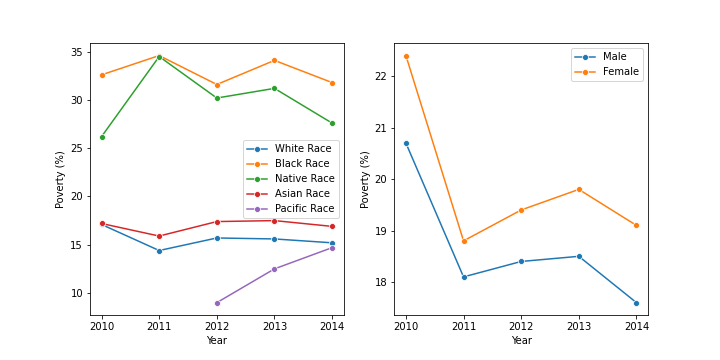 35
30
25
20
15
10
Poverty (%)
2010 2011 2012 2013 2014
Year
White Race
Black Race
Native Race
Asian Race
Pacific Race
22
21
20
19
18
Poverty (%)
2010 2011 2012 2013 2014
Year
Male
Female